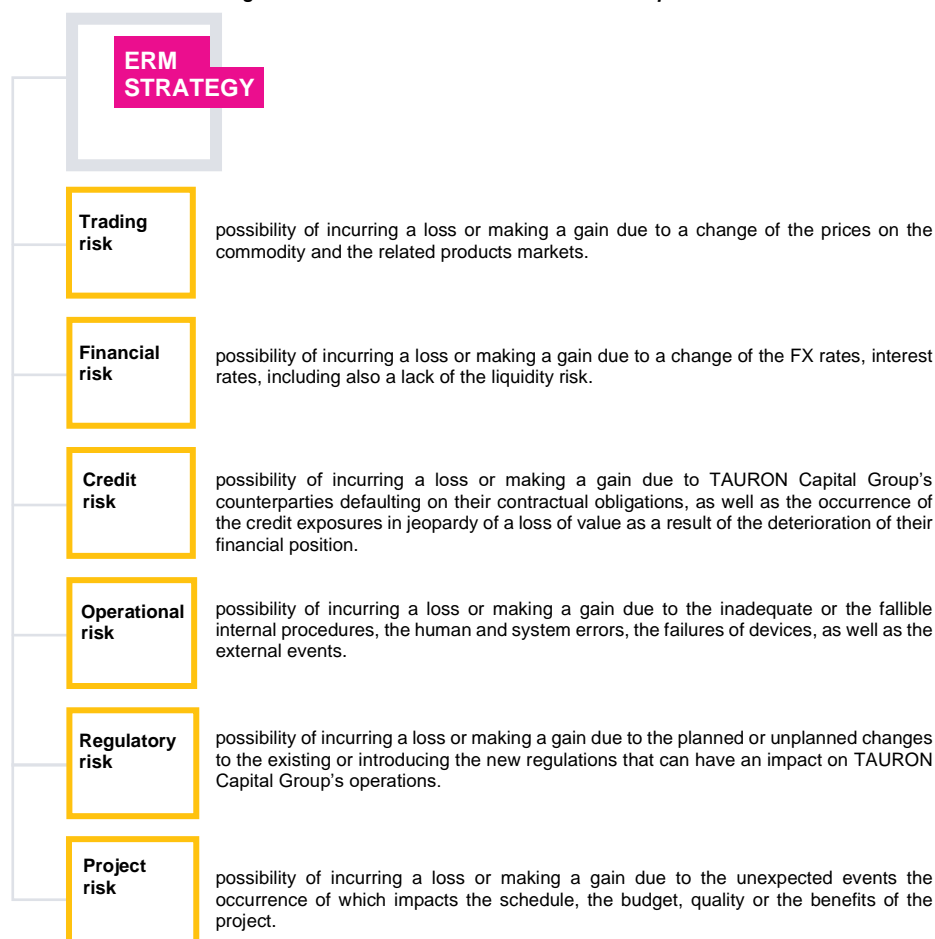 ERM
STRATEGY
Trading
risk
possibility of incurring a loss or making a gain due to a change of the prices on the
commodity and the related products markets.
Financial
risk
possibility of incurring a loss or making a gain due to a change of the FX rates, interest
rates, including also a lack of the liquidity risk.
Credit
risk
possibility of incurring a loss or making a gain due to TAURON Capital Group's
counterparties defaulting on their contractual obligations, as well as the occurrence of
the credit exposures in jeopardy of a loss of value as a result of the deterioration of their
financial position.
Operational
risk
possibility of incurring a loss or making a gain due to the inadequate or the fallible
internal procedures, the human and system errors, the failures of devices, as well as the
external events.
Regulatory
risk
possibility of incurring a loss or making a gain due to the planned or unplanned changes
to the existing or introducing the new regulations that can have an impact on TAURON
Capital Group's operations.
Project
risk
possibility of incurring a loss or making a gain due to the unexpected events the
occurrence of which impacts the schedule, the budget, quality or the benefits of the
project.